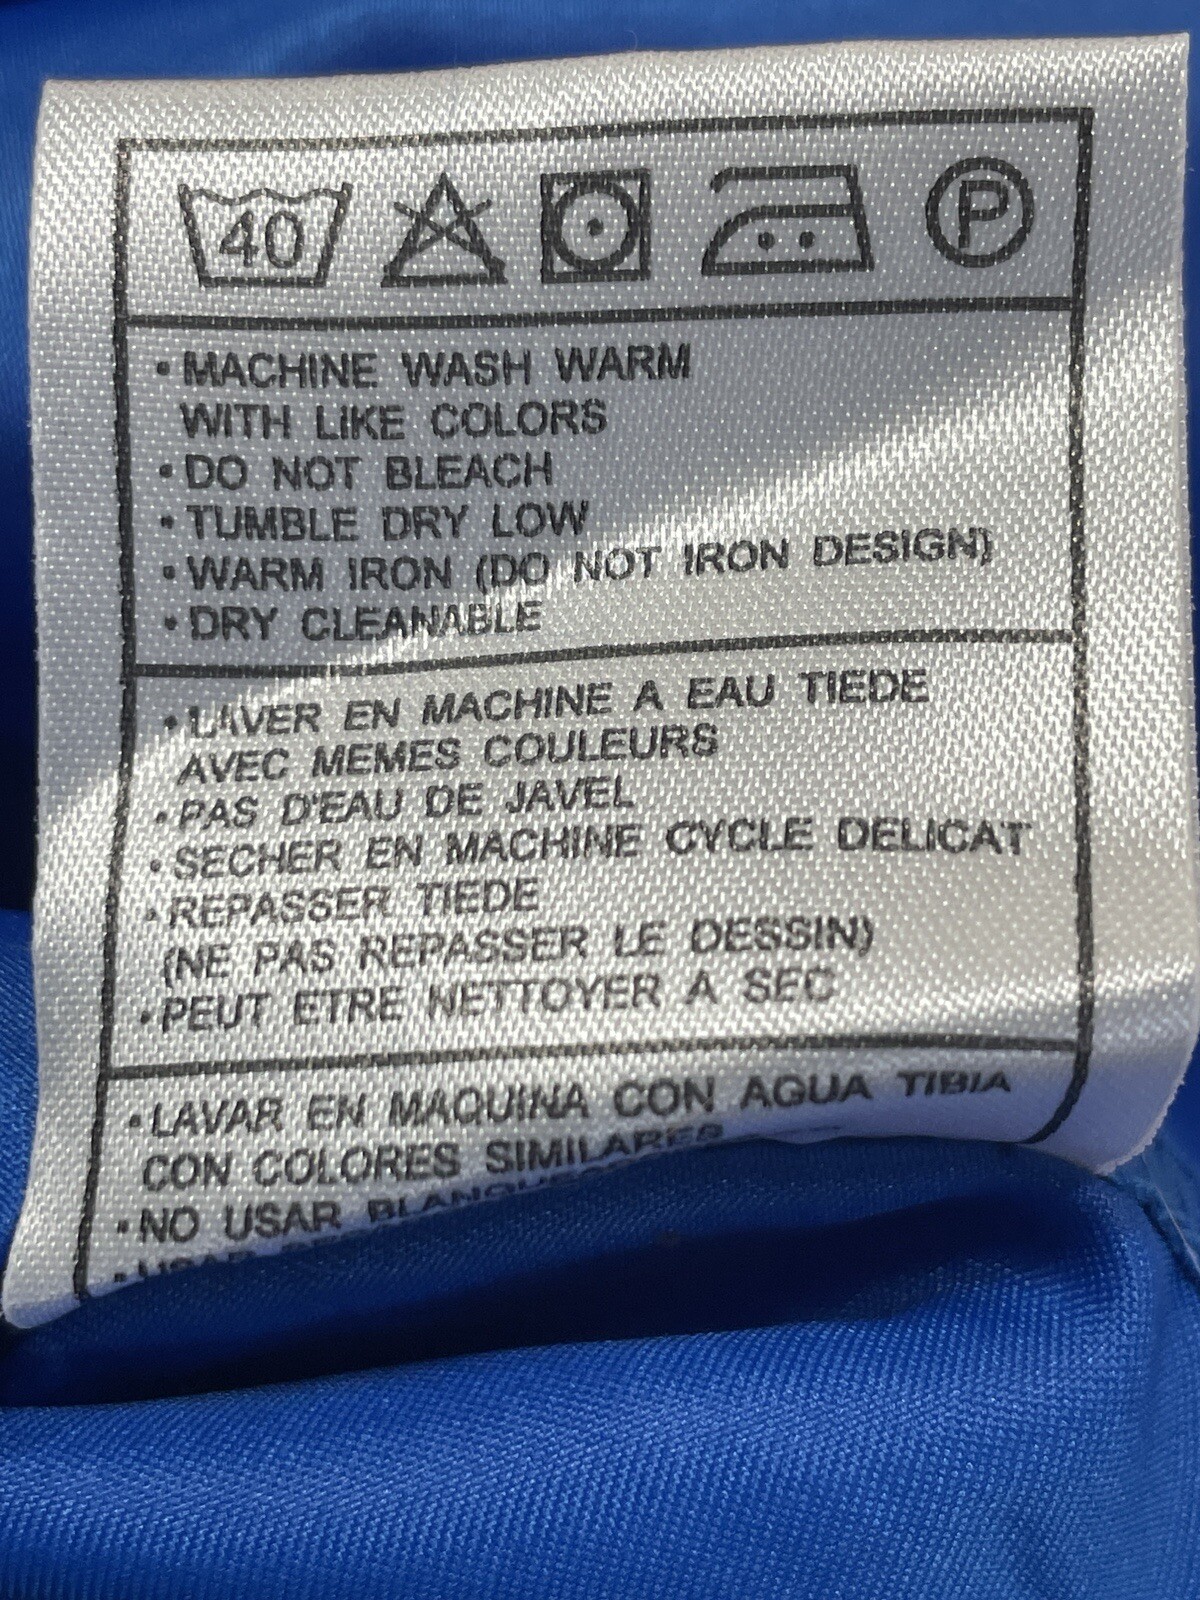 40 P
• MACHINE WASH WARM
WITH LIKE COLORS
• DO NOT BLEACH
• TUMBLE DRY LOW
• WARM IRON (DO NOT IRON DESIGN)
• DRY CLEANABLE
• LAVER EN MACHINE A EAU TIEDE
AVEC MEMES COULEURS
• PAS D'EAU DE JAVEL
• SECHER EN MACHINE CYCLE DELICAT
• REPASSER TIEDE
(NE PAS REPASSER LE DESSIN)
• PEUT ETRE NETTOYER A SEC
• LAVAR EN MAQUINA CON AGUA TIBIA
CON COLORES SIMILARES
• NO USAR
• USAR